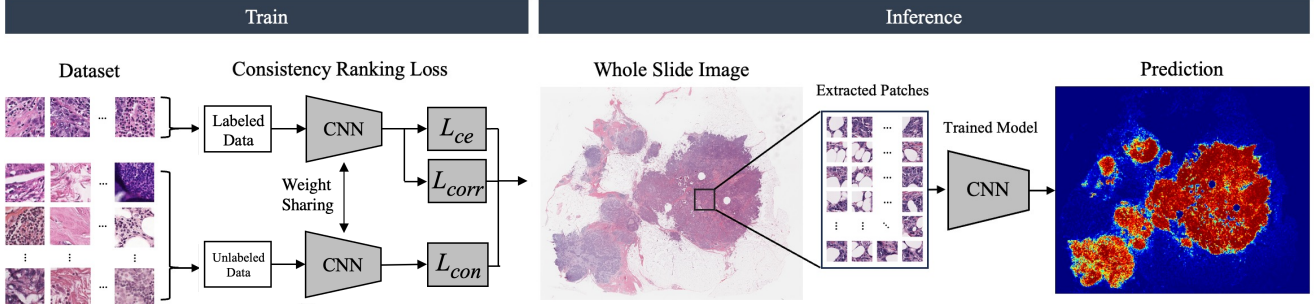 Train
Inference
Dataset
Consistency Ranking Loss
Whole Slide Image
Extracted Patches
Prediction
Labeled
Data
CNN
L_ce
L_corr
Weight
Sharing
Unlabeled
Data
CNN
L_con
Trained Model
CNN
...
...
...
...
...
...
...
...
...